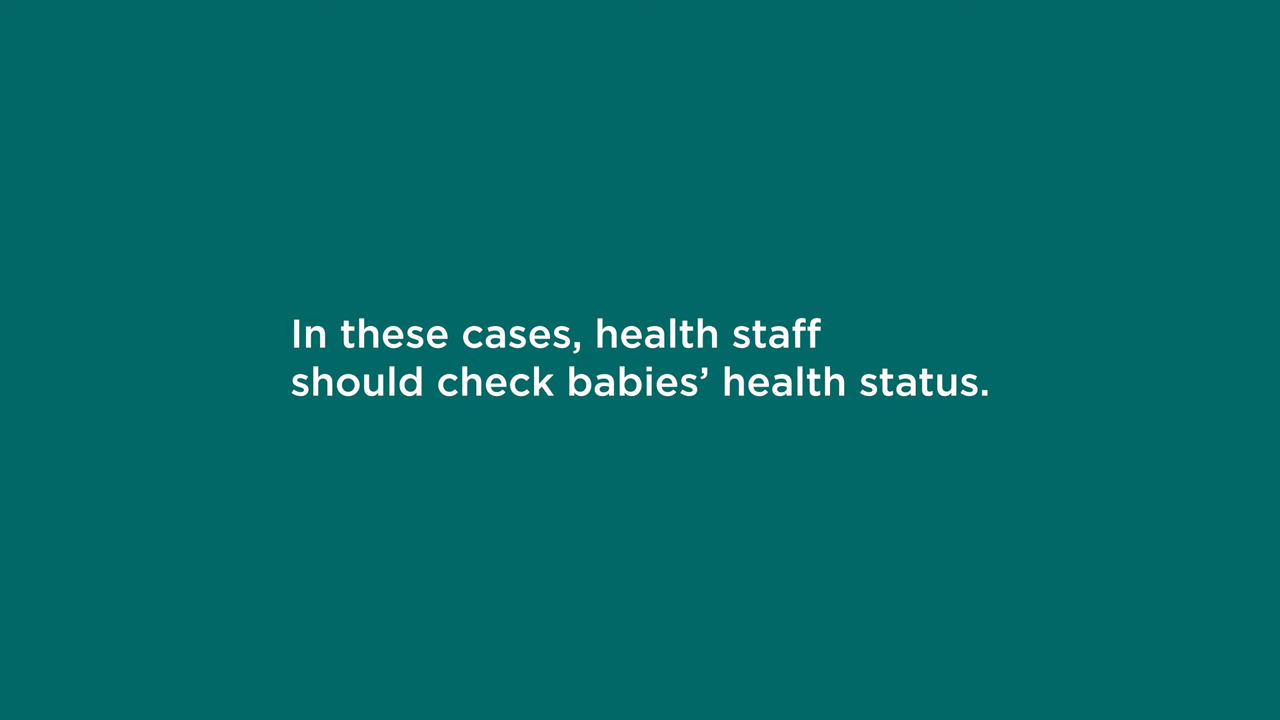 In these cases, health staff
should check babies’ health status.